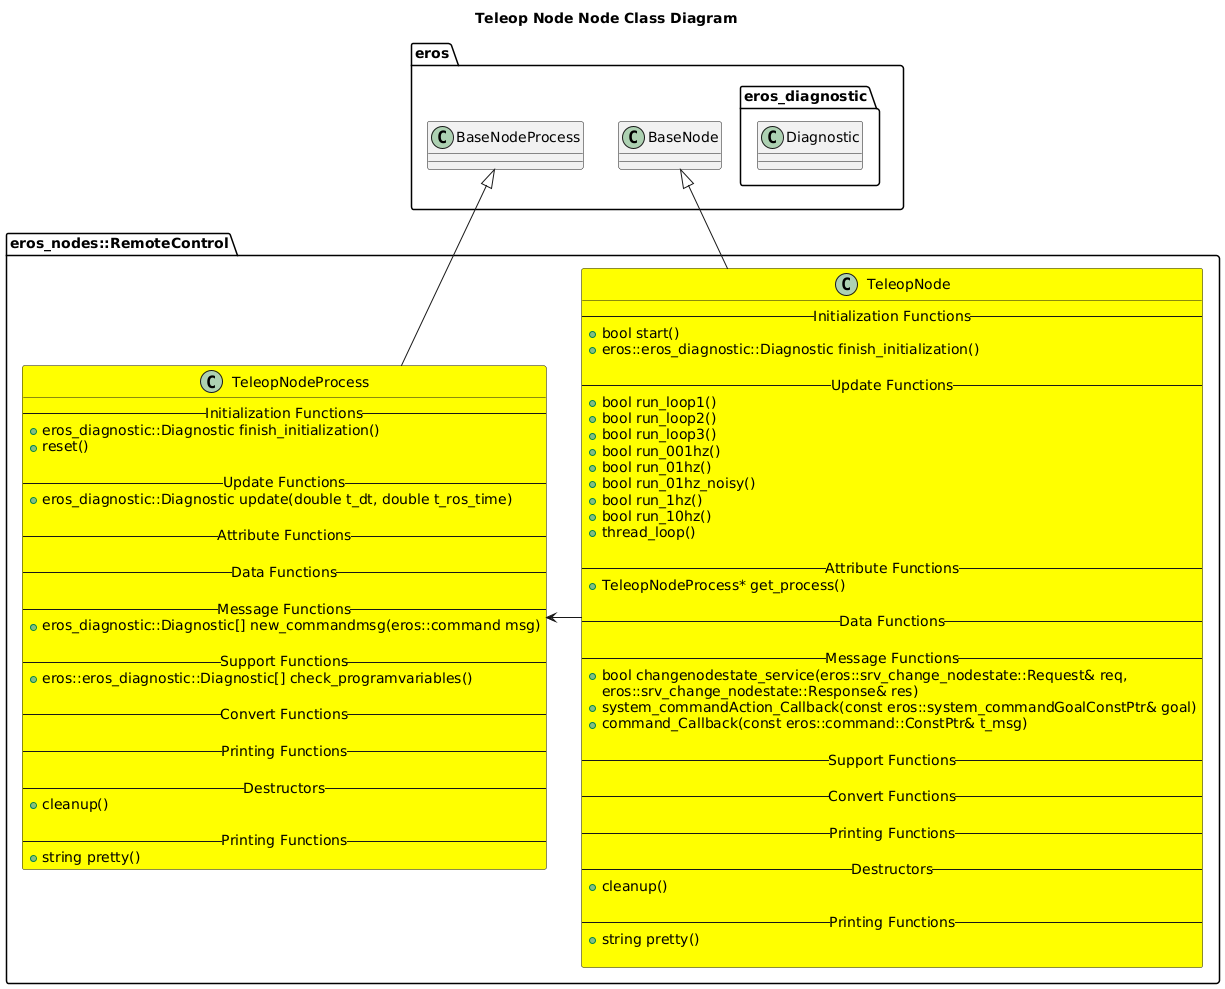 Teleop Node Node Class Diagram
eros
eros_diagnostic
C BaseNodeProcess
C BaseNode
C Diagnostic
eros_nodes::RemoteControl
C TeleopNodeProcess
Initialization Functions
eros_diagnostic::Diagnostic finish_initialization()
reset()
Update Functions
eros_diagnostic::Diagnostic update(double t_dt, double t_ros_time)
Attribute Functions
Data Functions
Message Functions
eros_diagnostic::Diagnostic[] new_commandmsg(eros::command msg)
Support Functions
eros::eros_diagnostic::Diagnostic[] check_programvariables()
Convert Functions
Printing Functions
Destructors
cleanup()
Printing Functions
string pretty()
C TeleopNode
Initialization Functions
bool start()
eros::eros_diagnostic::Diagnostic finish_initialization()
Update Functions
bool run_loop1()
bool run_loop2()
bool run_loop3()
bool run_001hz()
bool run_01hz()
bool run_01hz_noisy()
bool run_1hz()
bool run_10hz()
thread_loop()
Attribute Functions
TeleopNodeProcess* get_process()
Data Functions
Message Functions
bool changenodestate_service(eros::srv_change_nodestate::Request& req,
eros::srv_change_nodestate::Response& res)
system_commandAction_Callback(const eros::system_commandGoalConstPtr& goal)
command_Callback(const eros::command::ConstPtr& t_msg)
Support Functions
Convert Functions
Printing Functions
Destructors
cleanup()
Printing Functions
string pretty()